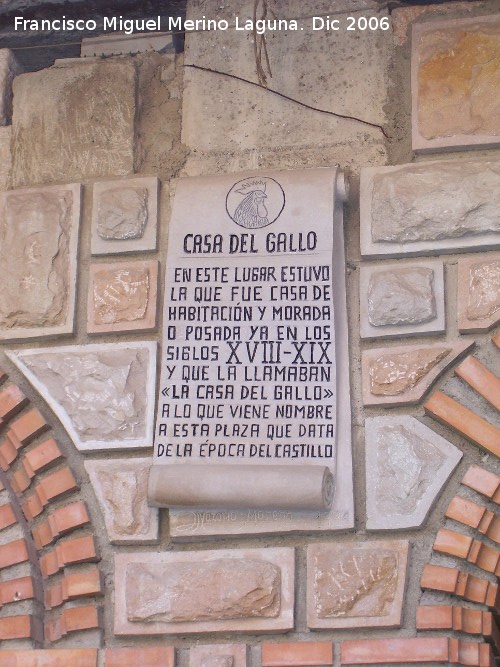 Francisco Miguel Merino Laguna. Dic 2006
CASA DEL GALLO
EN ESTE LUGAR ESTUVO
LA QUE FUE CASA DE
HABITACIÓN Y MORADA
O POSADA YA EN LOS
SIGLOS XVIII-XIX
Y QUE LA LLAMABAN
«LA CASA DEL GALLO»
A LO QUE VIENE NOMBRE
A ESTA PLAZA QUE DATA
DE LA ÉPOCA DEL CASTILLO